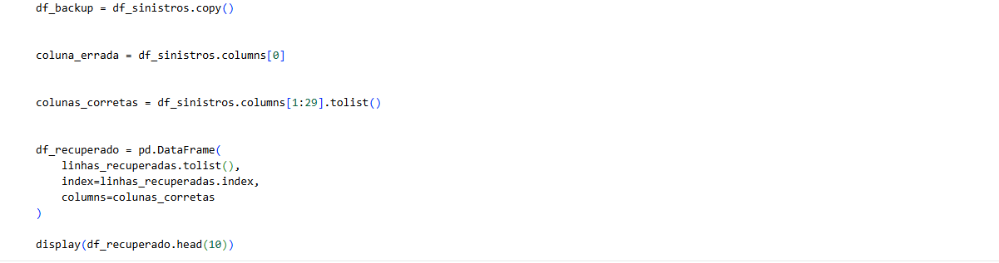 df_backup = df_sinistros.copy()
coluna_errada = df_sinistros.columns[0]
colunas_corretas = df_sinistros.columns[1:29].tolist()
df_recuperado = pd.DataFrame(
    linhas_recuperadas.tolist(),
    index=linhas_recuperadas.index,
    columns=colunas_corretas
)
display(df_recuperado.head(10))